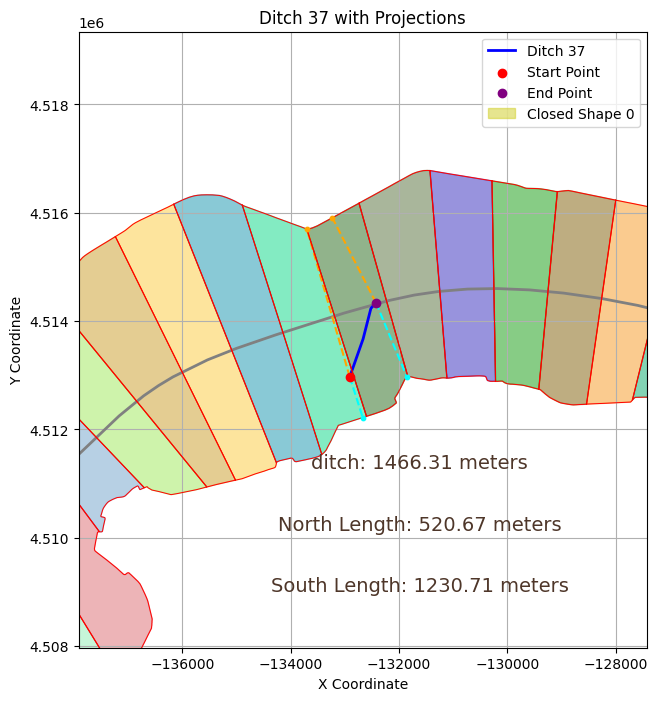 Ditch 37 with Projections
1e6
Ditch 37
Start Point
End Point
Closed Shape 0
4.518
4.516
4.514
4.512
4.510
4.508
Y Coordinate
ditch: 1466.31 meters
North Length: 520.67 meters
South Length: 1230.71 meters
−136000 −134000 −132000 −130000 −128000
X Coordinate